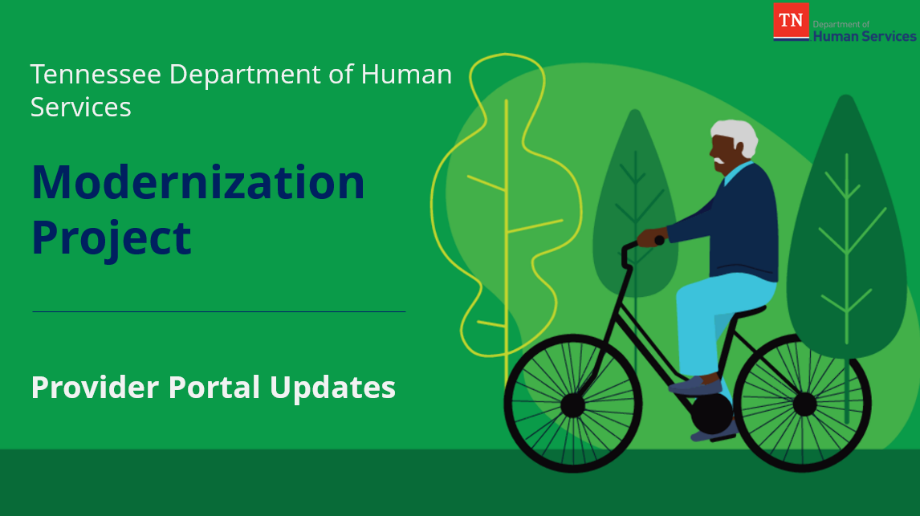 TN
Department of
Human Services
Tennessee Department of Human
Services
Modernization
Project
Provider Portal Updates